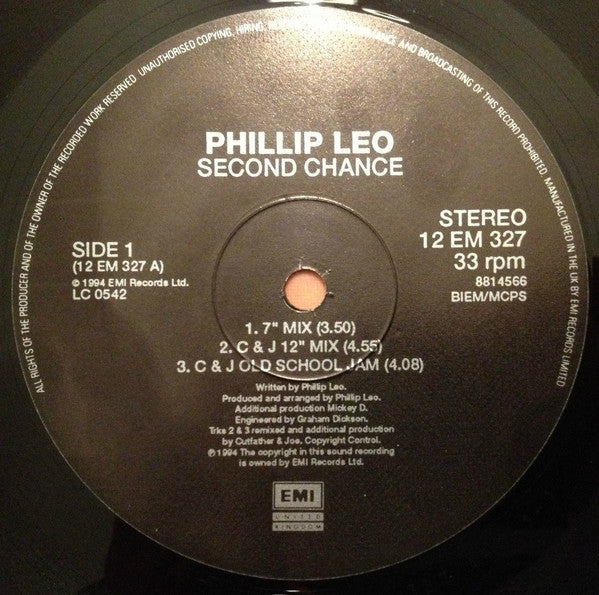 ALL RIGHTS OF THE PRODUCER AND OF THE OWNER OF THE RECORDED WORK RESERVED. UNAUTHORISED COPYING, HIRING, AND BROADCASTING OF THIS RECORD PROHIBITED. MANUFACTURED IN THE UK BY EMI RECORDS LIMITED
PHILLIP LEO
SECOND CHANCE
SIDE 1
(12 EM 327 A)
℗ 1994 EMI Records Ltd.
LC 0542
STEREO
12 EM 327
33 rpm
8814566
BIEM/MCPS
1. 7" MIX (3.50)
2. C & J 12" MIX (4.55)
3. C & J OLD SCHOOL JAM (4.08)
Written by Phillip Leo.
Produced and arranged by Phillip Leo.
Additional production Mickey D.
Engineered by Graham Dickson.
Trks 2 & 3 remixed and additional production
by Cutfather & Joe. Copyright Control.
℗ 1994 The copyright in this sound recording
is owned by EMI Records Ltd.
EMI
UNITED
KINGDOM